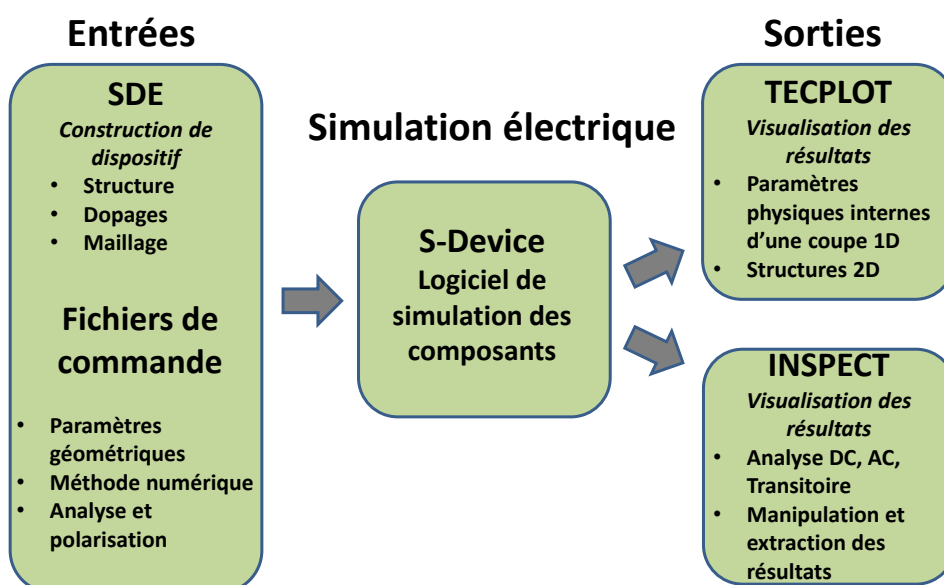 Entrées
SDE
Construction de
dispositif
• Structure
• Dopages
• Maillage
Fichiers de
commande
• Paramètres
géométriques
• Méthode numérique
• Analyse et
polarisation
Simulation électrique
S-Device
Logiciel de
simulation des
composants
Sorties
TECPLOT
Visualisation des
résultats
• Paramètres
physiques internes
d'une coupe 1D
• Structures 2D
INSPECT
Visualisation des
résultats
• Analyse DC, AC,
Transitoire
• Manipulation et
extraction des
résultats